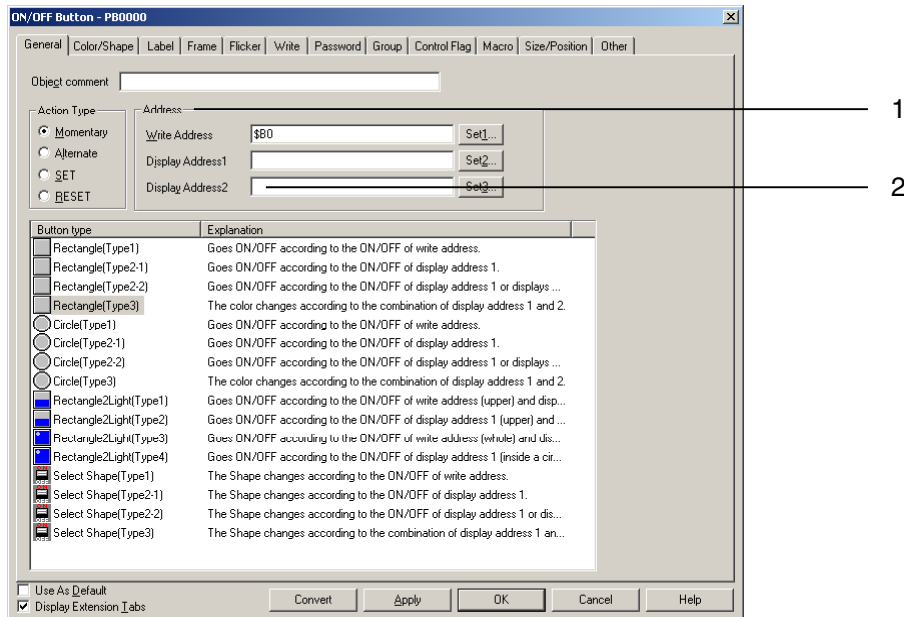 ON/OFF Button - PB0000
General Color/Shape Label Frame Flicker Write Password Group Control Flag Macro Size/Position Other
Object comment
Action Type
Momentary
Alternate
SET
RESET
Address
Write Address $B0 Set1...
Display Address1 Set2...
Display Address2 Set3...
1
2
Button type Explanation
Rectangle(Type1) Goes ON/OFF according to the ON/OFF of write address.
Rectangle(Type2-1) Goes ON/OFF according to the ON/OFF of display address 1.
Rectangle(Type2-2) Goes ON/OFF according to the ON/OFF of display address 1 or displays ...
Rectangle(Type3) The color changes according to the combination of display address 1 and 2.
Circle(Type1) Goes ON/OFF according to the ON/OFF of write address.
Circle(Type2-1) Goes ON/OFF according to the ON/OFF of display address 1.
Circle(Type2-2) Goes ON/OFF according to the ON/OFF of display address 1 or displays ...
Circle(Type3) The color changes according to the combination of display address 1 and 2.
Rectangle2Light(Type1) Goes ON/OFF according to the ON/OFF of write address (upper) and disp...
Rectangle2Light(Type2) Goes ON/OFF according to the ON/OFF of display address 1 (upper) and ...
Rectangle2Light(Type3) Goes ON/OFF according to the ON/OFF of write address (whole) and dis...
Rectangle2Light(Type4) Goes ON/OFF according to the ON/OFF of display address 1 (inside a cir...
Select Shape(Type1) The Shape changes according to the ON/OFF of write address.
Select Shape(Type2-1) The Shape changes according to the ON/OFF of display address 1.
Select Shape(Type2-2) The Shape changes according to the ON/OFF of display address 1 or dis...
Select Shape(Type3) The Shape changes according to the combination of display address 1 an...
Use As Default
Display Extension Tabs
Convert Apply OK Cancel Help